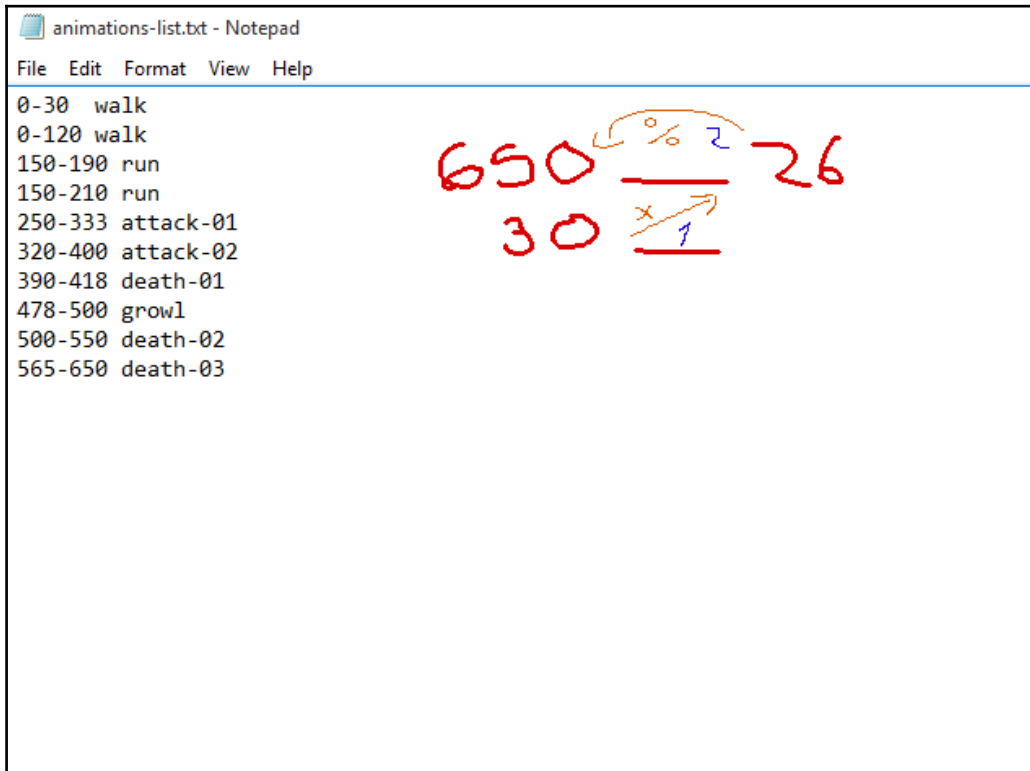 animations-list.txt - Notepad
File Edit Format View Help
0-30  walk
0-120 walk
150-190 run
150-210 run
250-333 attack-01
320-400 attack-02
390-418 death-01
478-500 growl
500-550 death-02
565-650 death-03
650 % 2 26
30 x 1